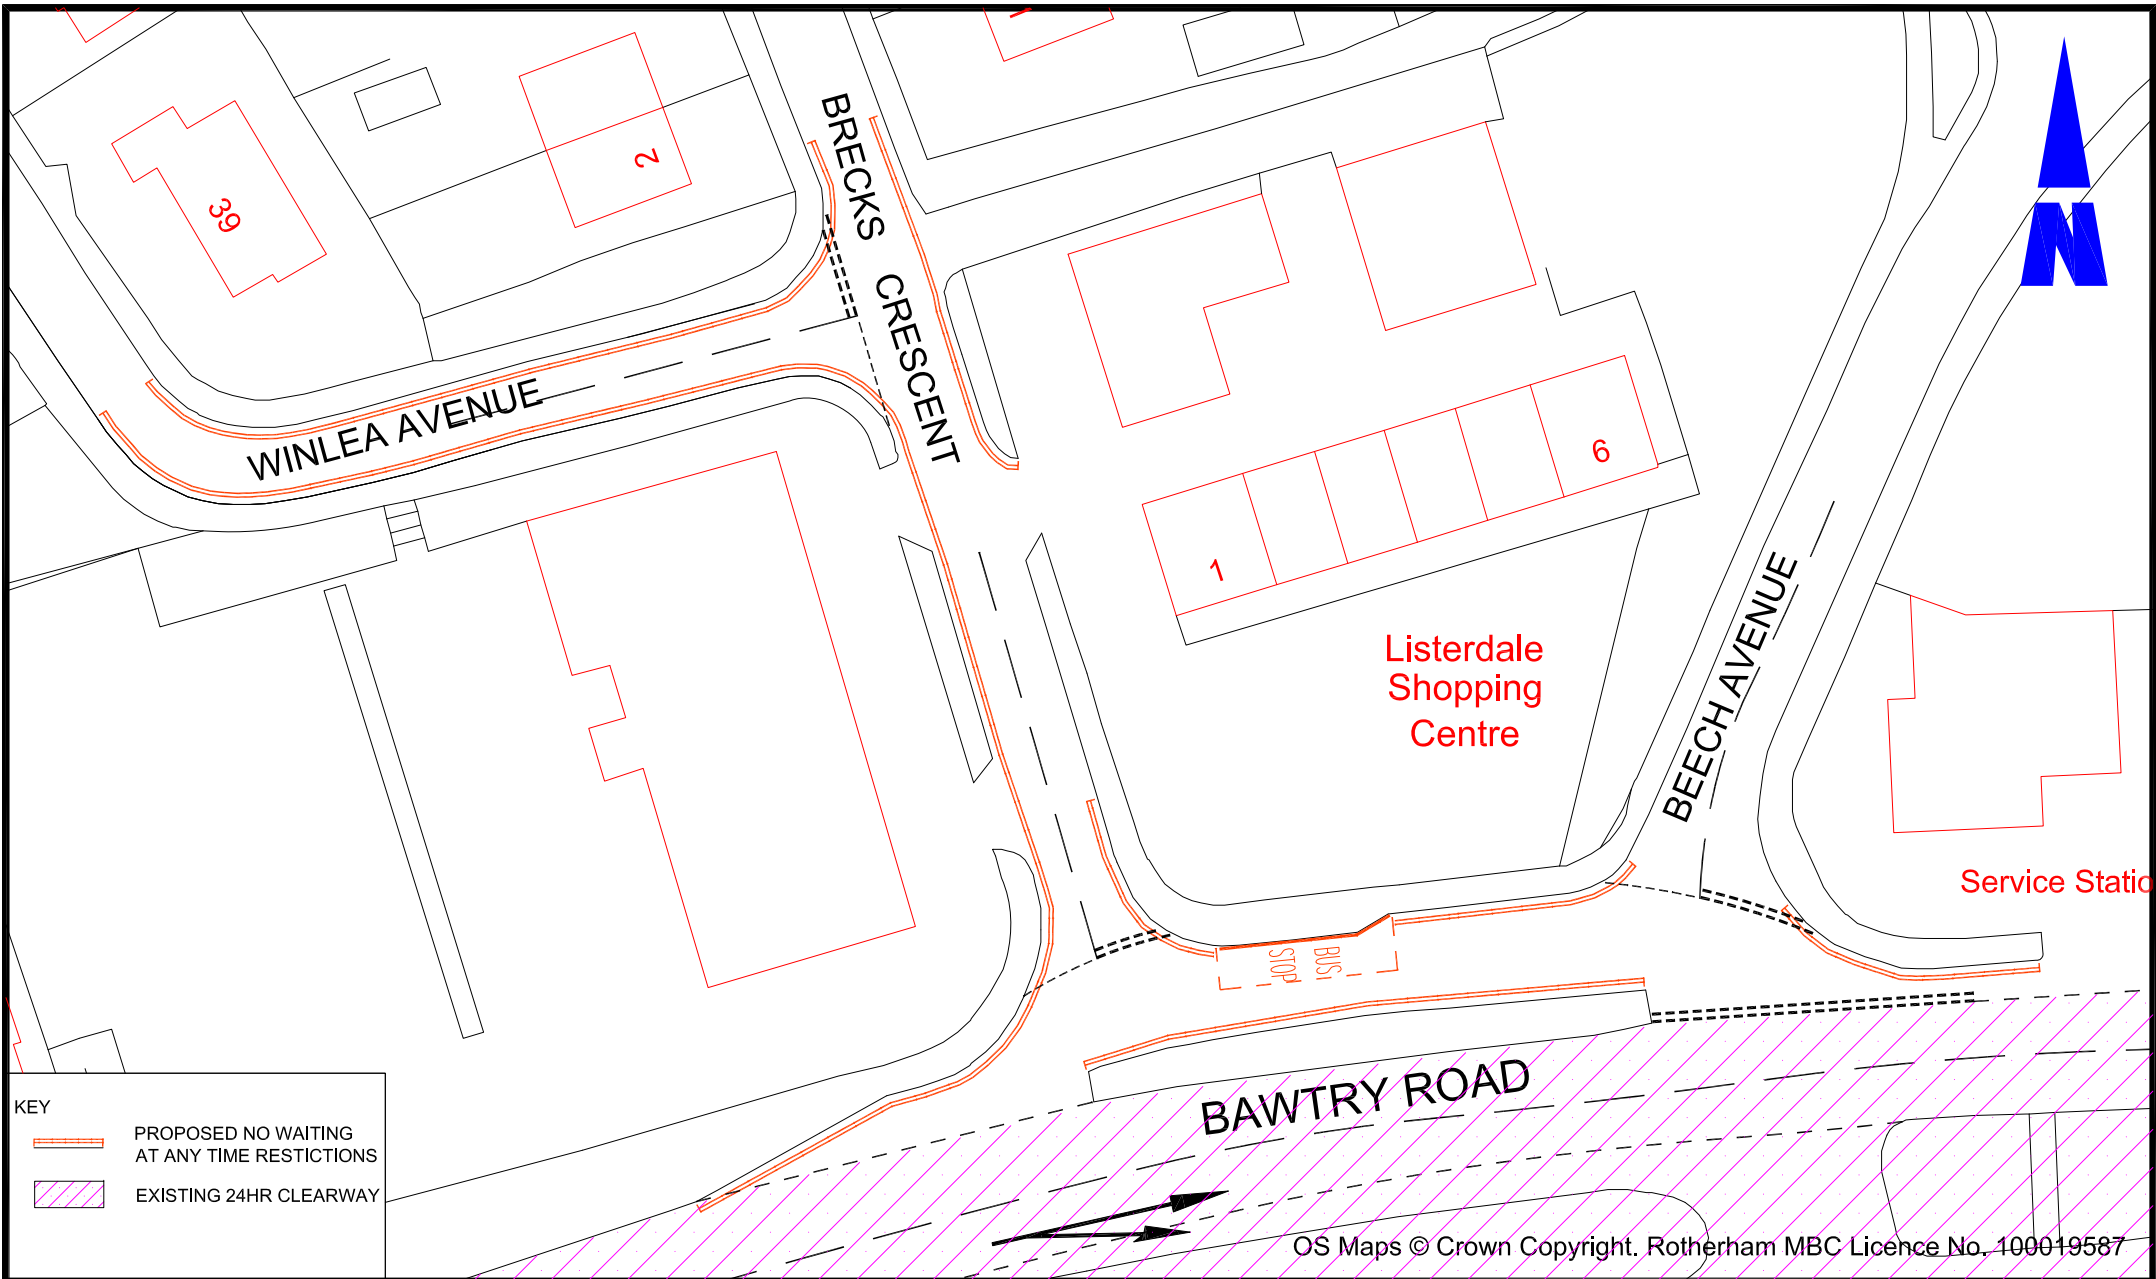 BRECKS CRESCENT
2
39
N
WINLEA AVENUE
6
1
Listerdale
Shopping
Centre
BEECH AVENUE
Service Statio
BUS
STOP
BAWTRY ROAD
KEY
PROPOSED NO WAITING
AT ANY TIME RESTICTIONS
EXISTING 24HR CLEARWAY
OS Maps © Crown Copyright. Rotherham MBC Licence No. 100019587